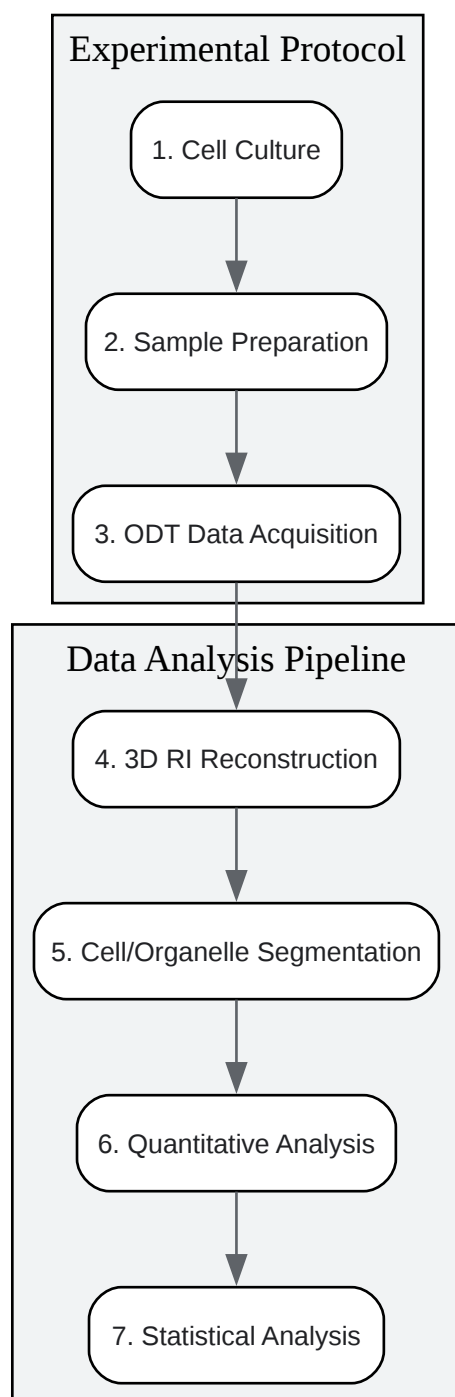 Experimental Protocol
1. Cell Culture
2. Sample Preparation
3. ODT Data Acquisition
Data Analysis Pipeline
4. 3D RI Reconstruction
5. Cell/Organelle Segmentation
6. Quantitative Analysis
7. Statistical Analysis